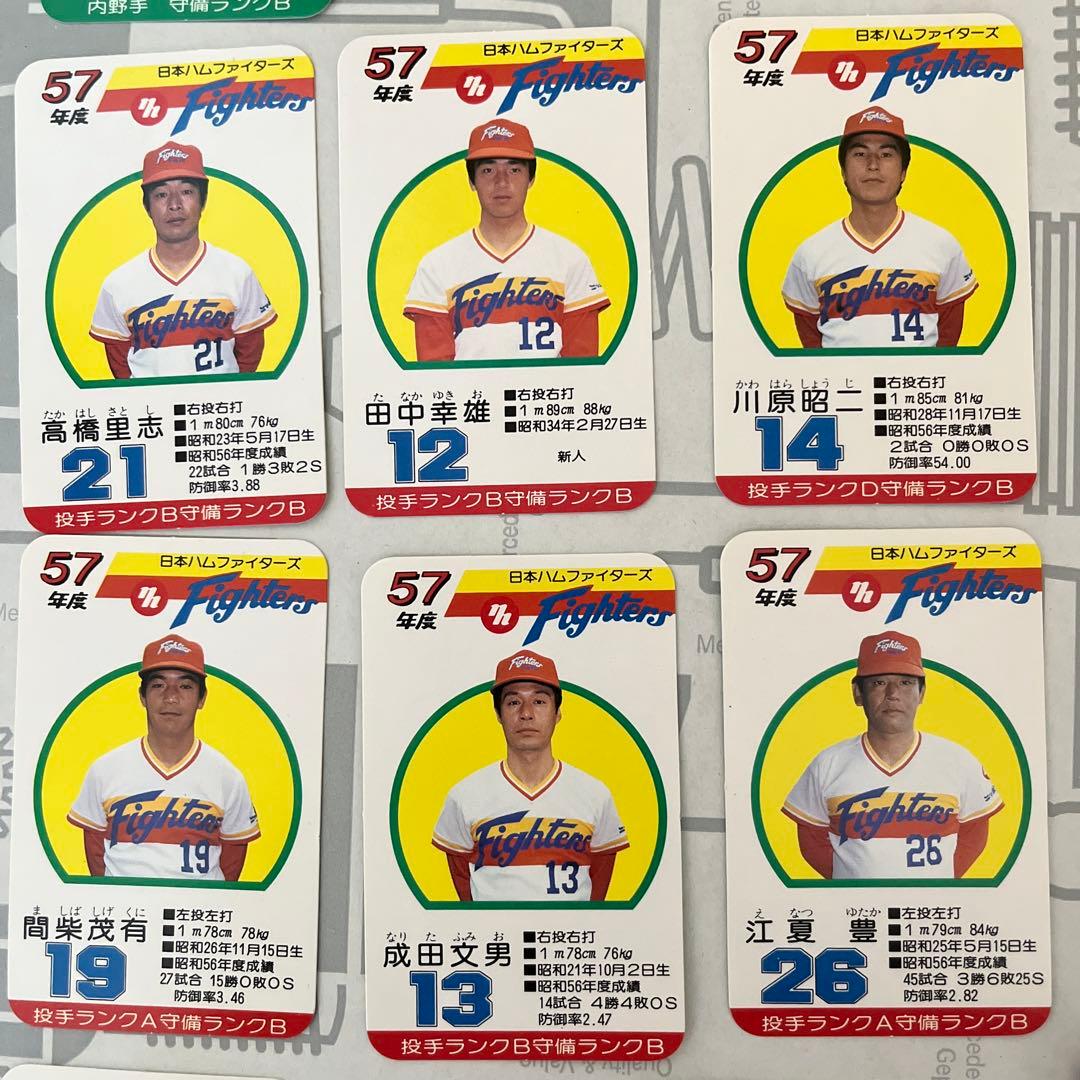 内野手 守備ランクB
57
年度
日本ハムファイターズ
nh
Fighters
Fighters
Fighters
21
たか はし さと し
高橋里志
21
■右投右打
■1m80cm 76kg
■昭和23年5月17日生
■昭和56年度成績
22試合 1勝3敗2S
防御率3.88
投手ランクB守備ランクB
57
年度
日本ハムファイターズ
nh
Fighters
Fighters
Fighters
12
た なか ゆき お
田中幸雄
12
■右投右打
■1m89cm 88kg
■昭和34年2月27日生
新人
投手ランクB守備ランクB
57
年度
日本ハムファイターズ
nh
Fighters
Fighters
Fighters
14
かわ はら しょう じ
川原昭二
14
■右投右打
■1m85cm 81kg
■昭和28年11月17日生
■昭和56年度成績
2試合 0勝0敗0S
防御率54.00
投手ランクD守備ランクB
57
年度
日本ハムファイターズ
nh
Fighters
Fighters
Fighters
19
ま しば しげ くに
間柴茂有
19
■左投左打
■1m78cm 78kg
■昭和26年11月15日生
■昭和56年度成績
27試合 15勝0敗0S
防御率3.46
投手ランクA守備ランクB
57
年度
日本ハムファイターズ
nh
Fighters
Fighters
Fighters
13
なり た ふみ お
成田文男
13
■右投右打
■1m78cm 76kg
■昭和21年10月2日生
■昭和56年度成績
14試合 4勝4敗0S
防御率2.47
投手ランクB守備ランクB
57
年度
日本ハムファイターズ
nh
Fighters
Fighters
Fighters
26
え なつ ゆたか
江夏 豊
26
■左投左打
■1m79cm 84kg
■昭和25年5月15日生
■昭和56年度成績
45試合 3勝6敗25S
防御率2.82
投手ランクA守備ランクB
Quality & Value